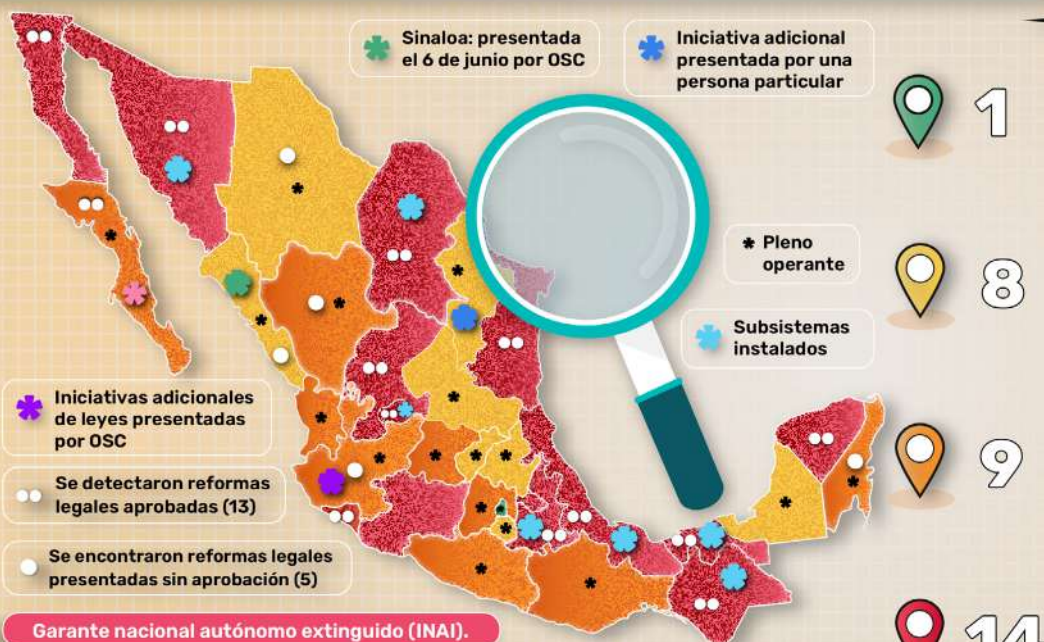 Sinaloa: presentada
el 6 de junio por OSC
Iniciativa adicional
presentada por una
persona particular
1
Pleno
operante
8
Subsistemas
instalados
Iniciativas adicionales
de leyes presentadas
por OSC
9
Se detectaron reformas
legales aprobadas (13)
Se encontraron reformas legales
presentadas sin aprobación (5)
Garante nacional autónomo extinguido (INAI).
14